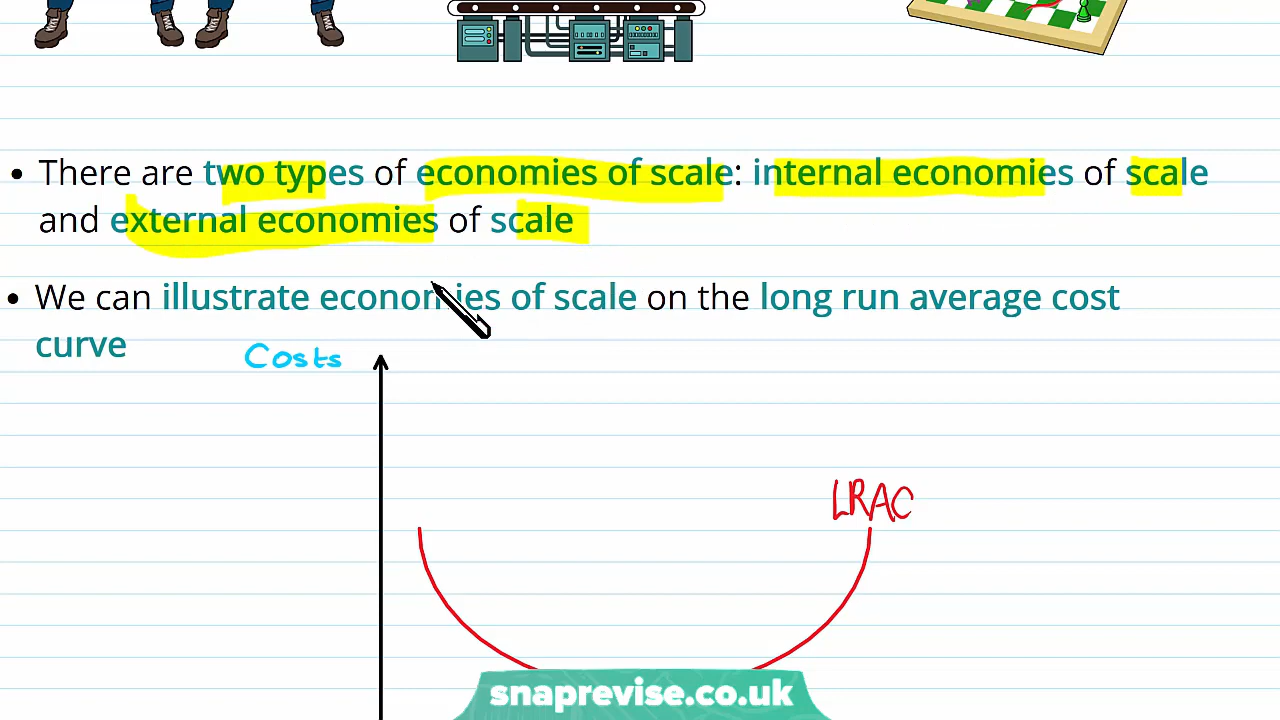 There are two types of economies of scale: internal economies of scale
and external economies of scale
We can illustrate economies of scale on the long run average cost
curve
Costs
LRAC
snaprevise.co.uk